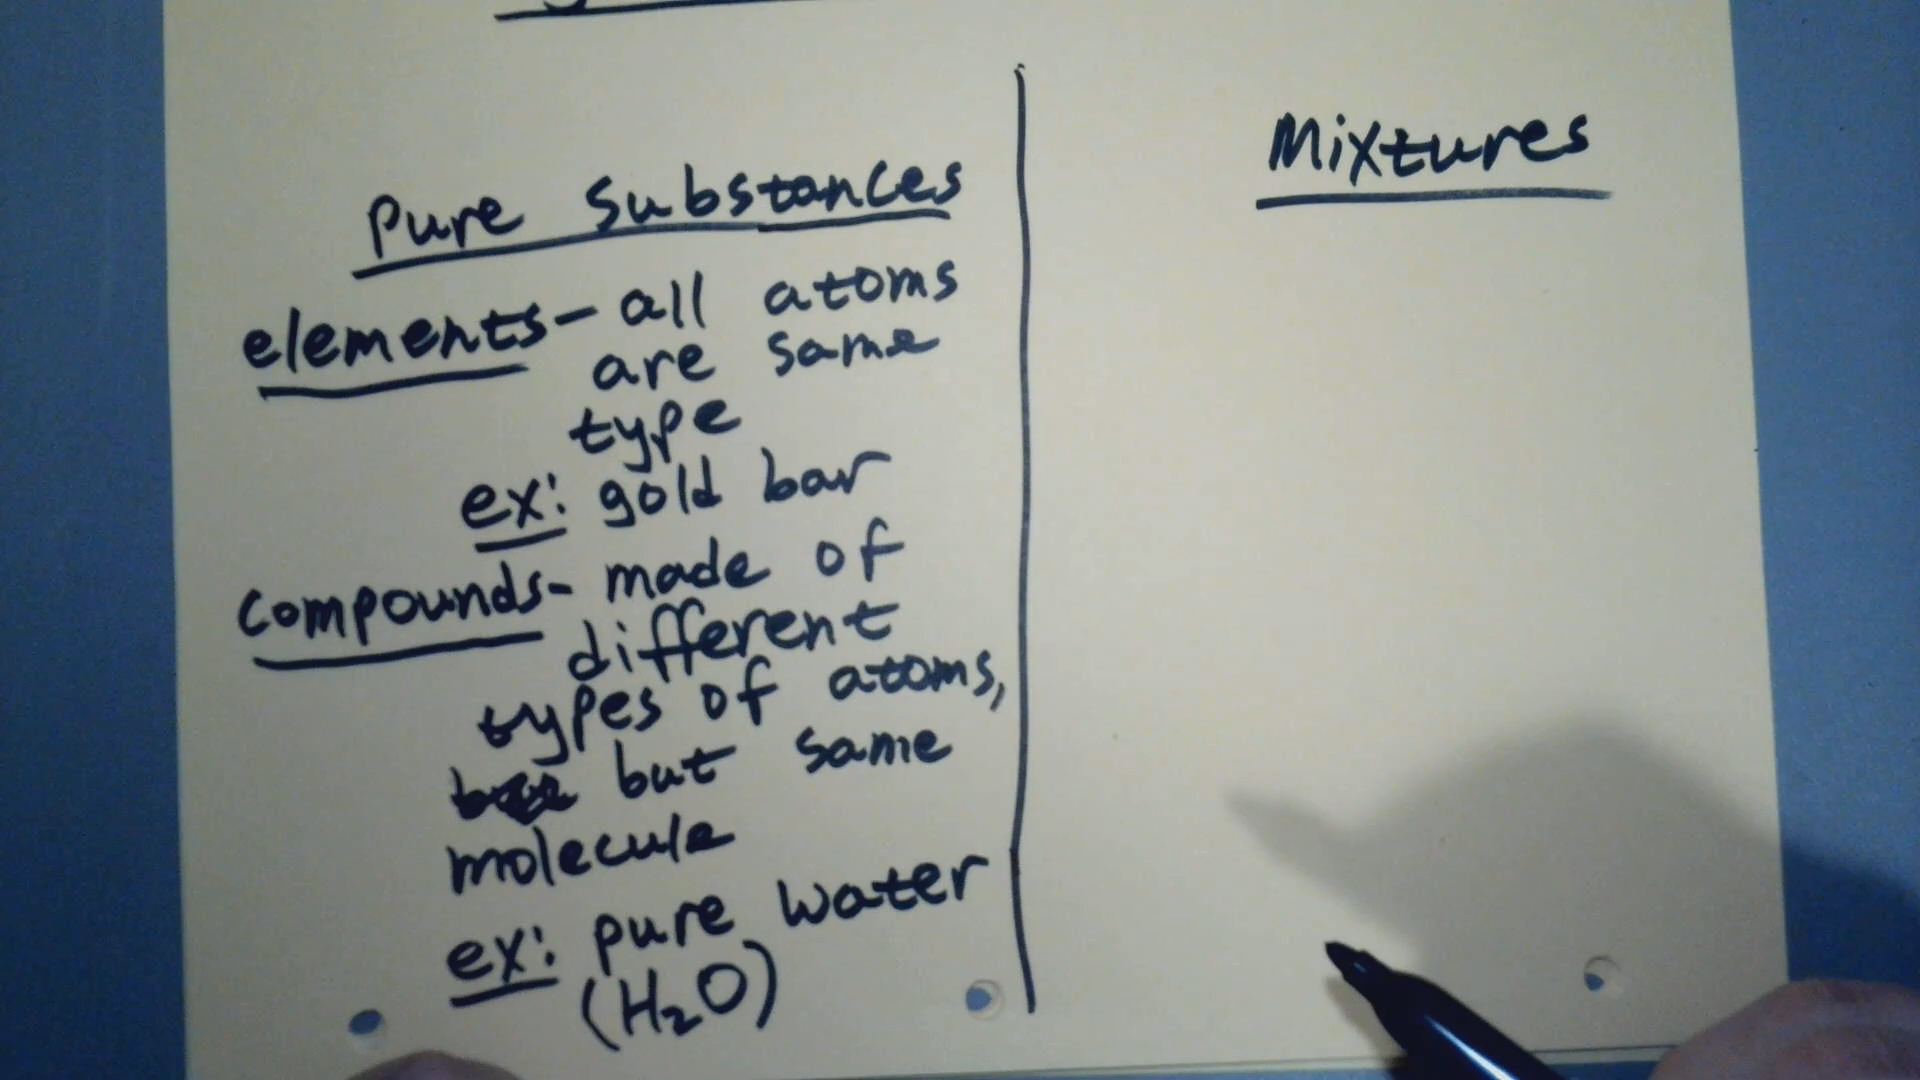 Pure Substances
elements - all atoms
are same
type
ex: gold bar
compounds - made of
different
types of atoms,
but same
molecule
ex: pure water
(H₂O)
Mixtures